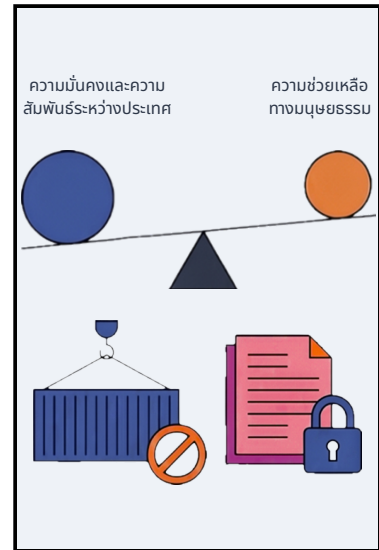 ความมั่นคงและความ
สัมพันธ์ระหว่างประเทศ
ความช่วยเหลือ
ทางมนุษยธรรม